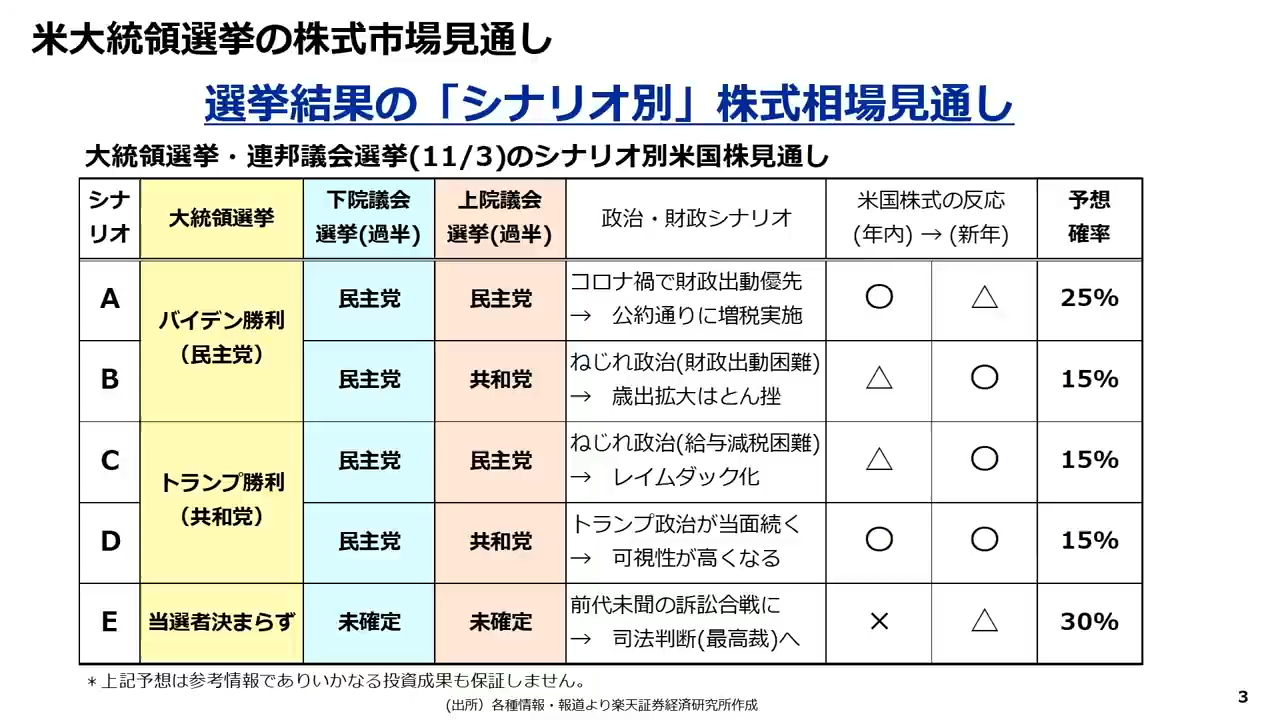 米大統領選挙の株式市場見通し
選挙結果の「シナリオ別」株式相場見通し
大統領選挙・連邦議会選挙(11/3)のシナリオ別米国株見通し
シナ
リオ
大統領選挙
下院議会
選挙(過半)
上院議会
選挙(過半)
政治・財政シナリオ
米国株式の反応
(年内) → (新年)
予想
確率
A
バイデン勝利
（民主党）
民主党
民主党
コロナ禍で財政出動優先
→ 公約通りに増税実施
〇
△
25%
B
民主党
共和党
ねじれ政治(財政出動困難)
→ 歳出拡大はとん挫
△
〇
15%
C
トランプ勝利
（共和党）
民主党
民主党
ねじれ政治(給与減税困難)
→ レイムダック化
△
〇
15%
D
民主党
共和党
トランプ政治が当面続く
→ 可視性が高くなる
〇
〇
15%
E
当選者決まらず
未確定
未確定
前代未聞の訴訟合戦に
→ 司法判断(最高裁)へ
×
△
30%
＊上記予想は参考情報でありいかなる投資成果も保証しません。
(出所）各種情報・報道より楽天証券経済研究所作成
3